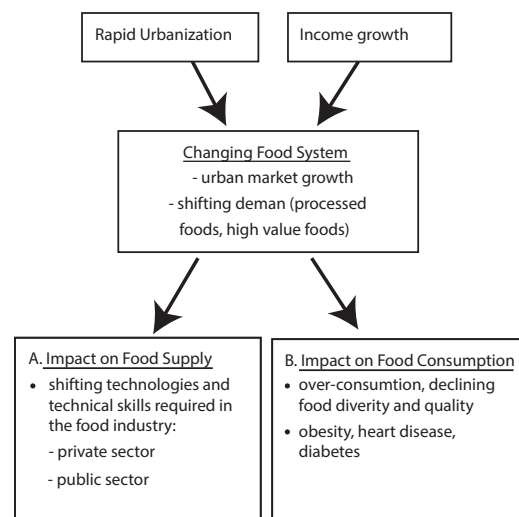 Rapid Urbanization
Income growth
Changing Food System
- urban market growth
- shifting deman (processed
foods, high value foods)
A. Impact on Food Supply
• shifting technologies and
technical skills required in
the food industry:
- private sector
- public sector
B. Impact on Food Consumption
• over-consumtion, declining
food diverity and quality
• obesity, heart disease,
diabetes